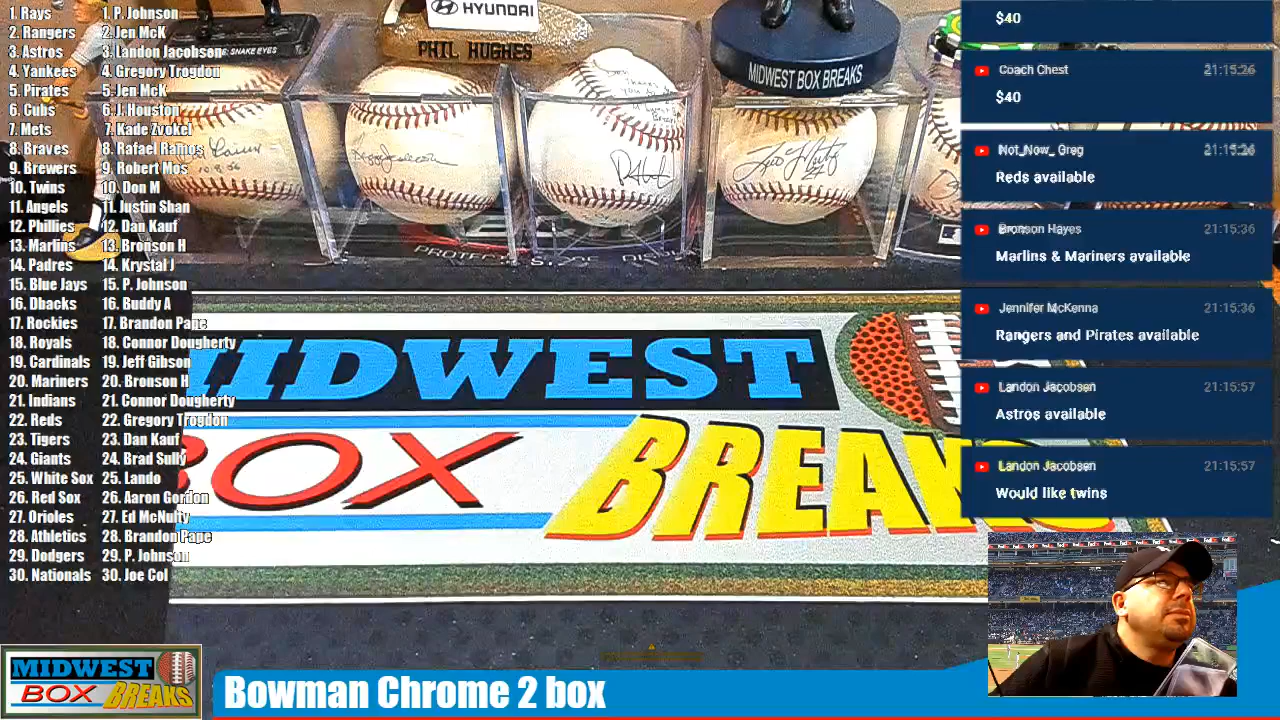 1. Rays 1. P. Johnson
2. Rangers 2. Jen McK
3. Astros 3. Landon Jacobson
4. Yankees 4. Gregory Trogdon
5. Pirates 5. Jen McK
6. Cubs 6. J. Houston
7. Mets 7. Kade Zvokel
8. Braves 8. Rafael Ramos
9. Brewers 9. Robert Mos
10. Twins 10. Don M
11. Angels 11. Justin Shan
12. Phillies 12. Dan Kauf
13. Marlins 13. Bronson H
14. Padres 14. Krystal J
15. Blue Jays 15. P. Johnson
16. Dbacks 16. Buddy A
17. Rockies 17. Brandon Pape
18. Royals 18. Connor Dougherty
19. Cardinals 19. Jeff Gibson
20. Mariners 20. Bronson H
21. Indians 21. Connor Dougherty
22. Reds 22. Gregory Trogdon
23. Tigers 23. Dan Kauf
24. Giants 24. Brad Sully
25. White Sox 25. Lando
26. Red Sox 26. Aaron Gordon
27. Orioles 27. Ed McNulty
28. Athletics 28. Brandon Pape
29. Dodgers 29. P. Johnson
30. Nationals 30. Joe Col
SNAKE EYES
HYUNDAI
PHIL HUGHES
MIDWEST BOX BREAKS
MIDWEST
BOX BREAK
$40
Coach Chest 21:15:26
$40
Not_Now_ Greg 21:15:26
Reds available
Bronson Hayes 21:15:36
Marlins & Mariners available
Jennifer McKenna 21:15:36
Rangers and Pirates available
Landon Jacobsen 21:15:57
Astros available
Landon Jacobsen 21:15:57
Would like twins
MIDWEST
BOX BREAKS
Bowman Chrome 2 box